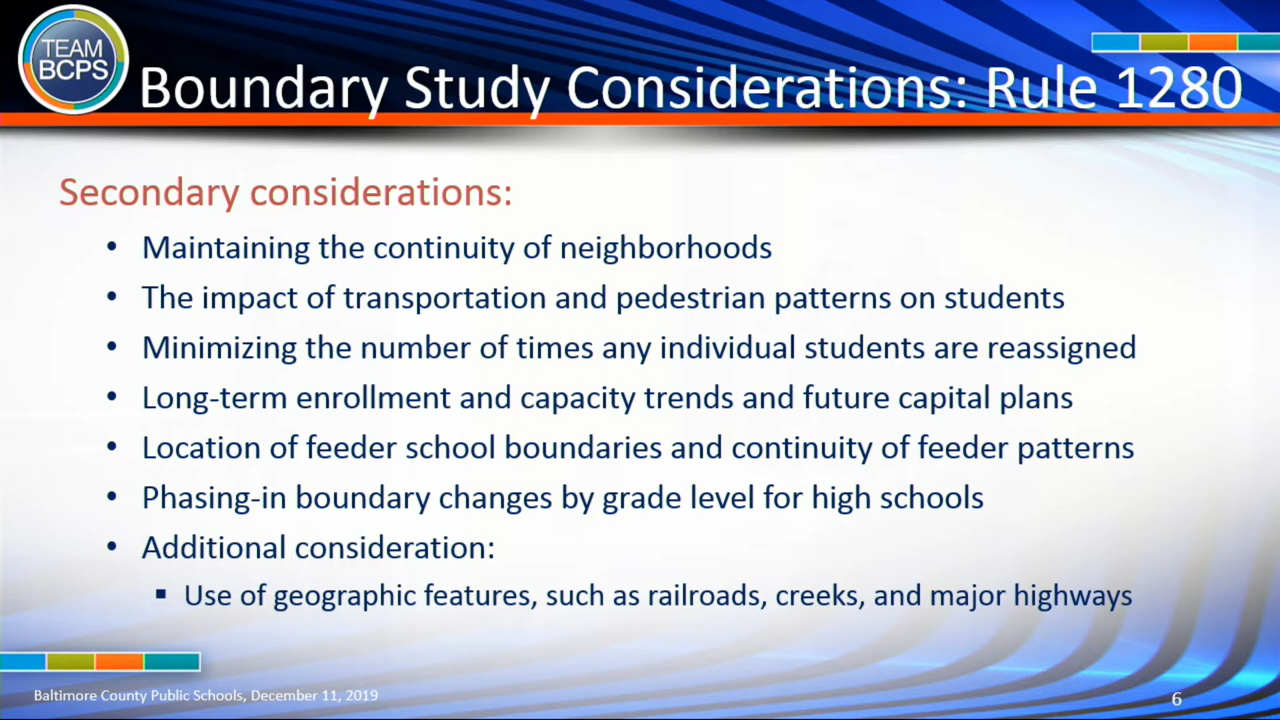 TEAM
BCPS
Boundary Study Considerations: Rule 1280
Secondary considerations:
• Maintaining the continuity of neighborhoods
• The impact of transportation and pedestrian patterns on students
• Minimizing the number of times any individual students are reassigned
• Long-term enrollment and capacity trends and future capital plans
• Location of feeder school boundaries and continuity of feeder patterns
• Phasing-in boundary changes by grade level for high schools
• Additional consideration:
▪ Use of geographic features, such as railroads, creeks, and major highways
Baltimore County Public Schools, December 11, 2019
6